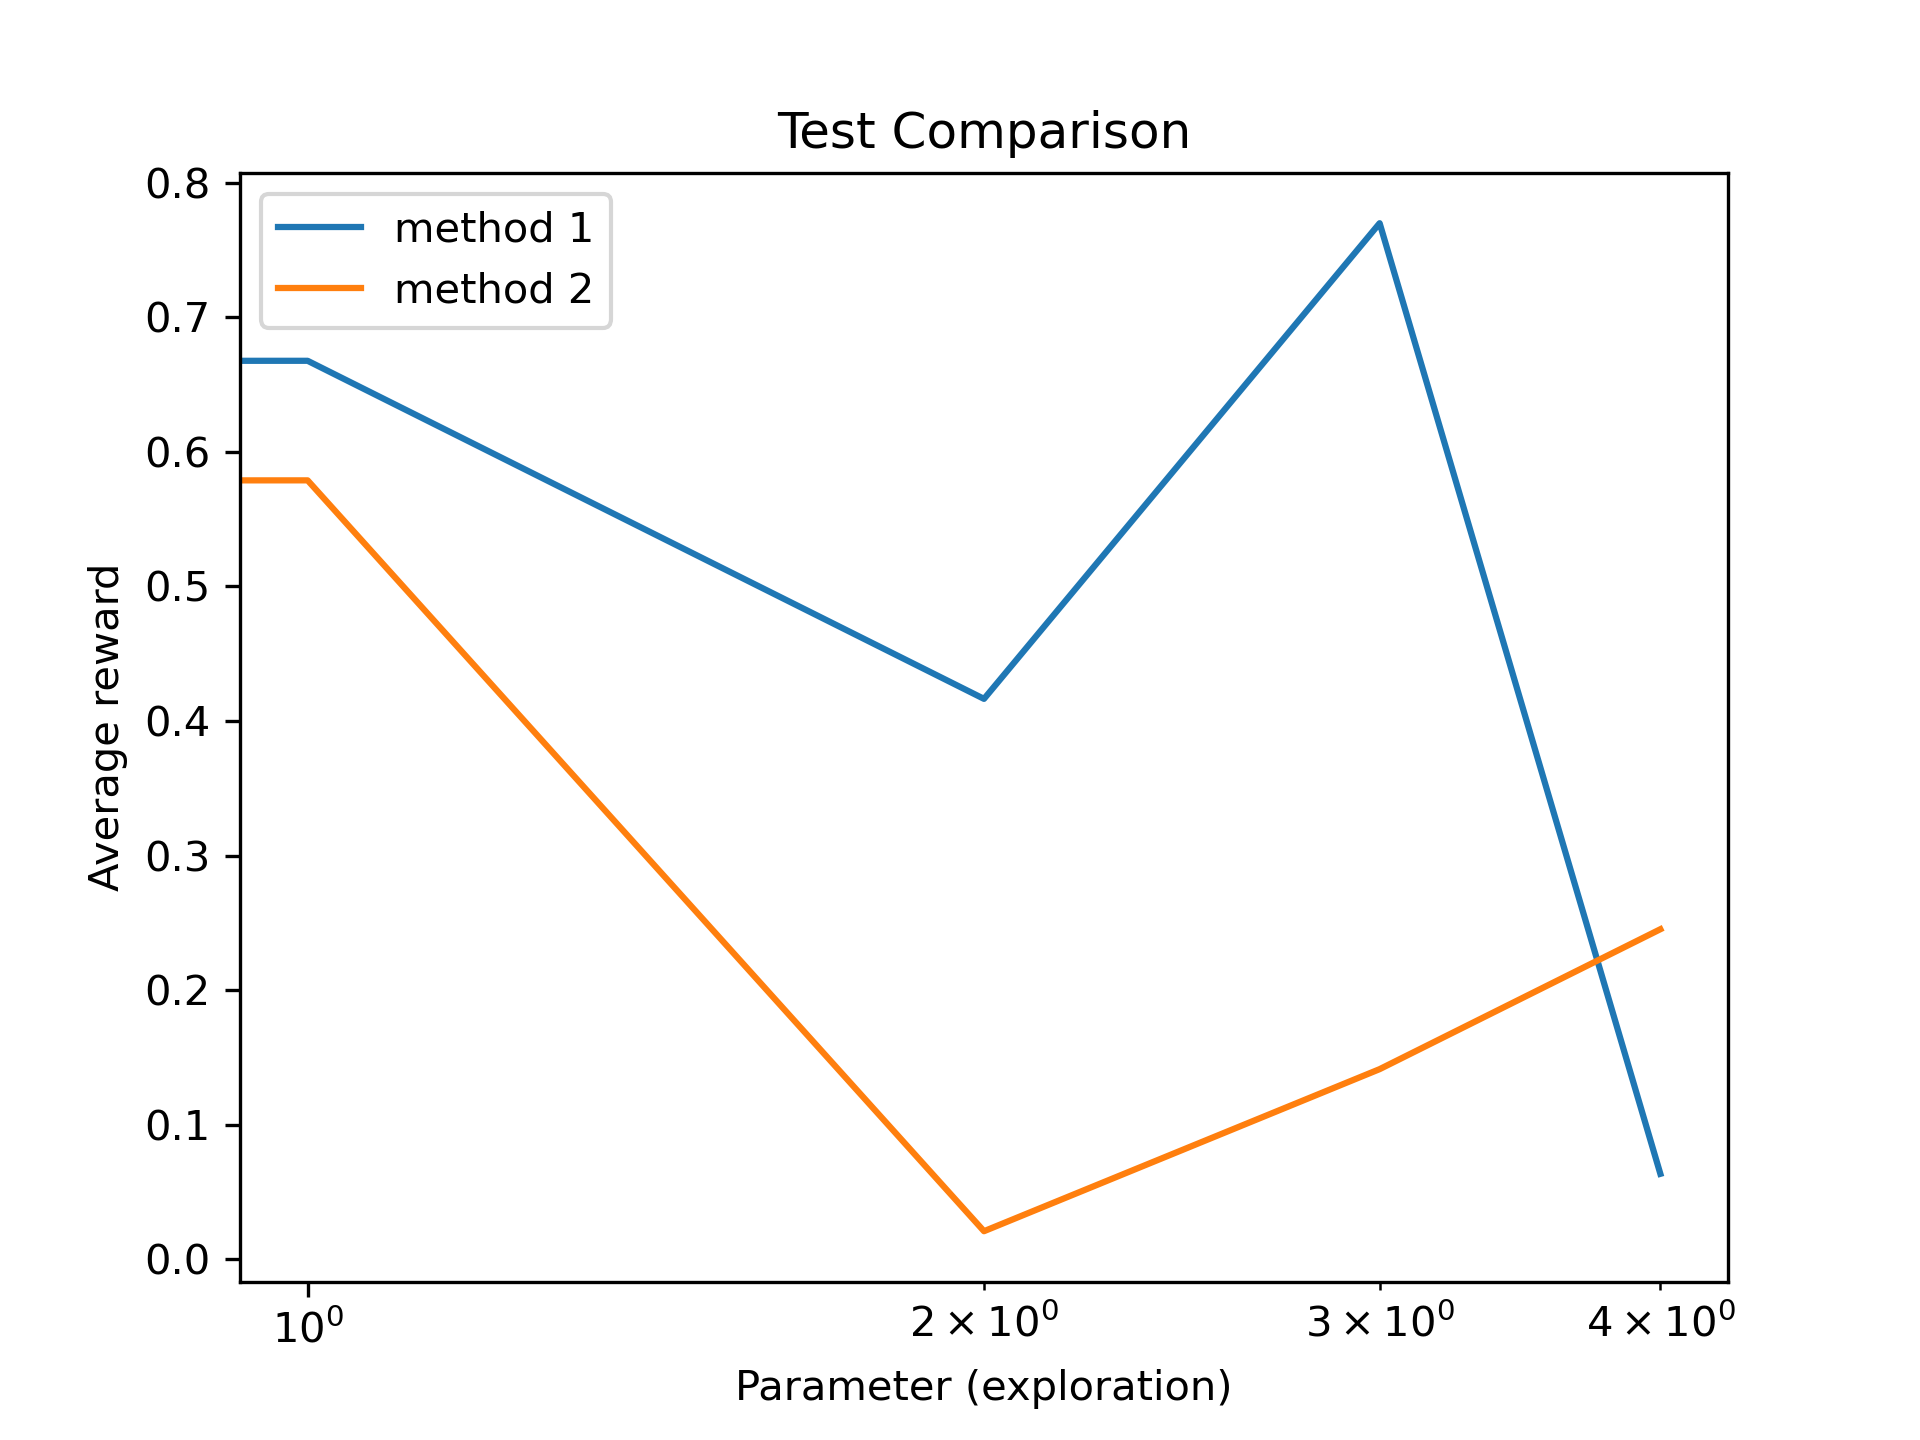 Test Comparison
method 1
method 2
0.8
0.7
0.6
0.5
0.4
0.3
0.2
0.1
0.0
Average reward
10⁰
2 × 10⁰
3 × 10⁰
4 × 10⁰
Parameter (exploration)